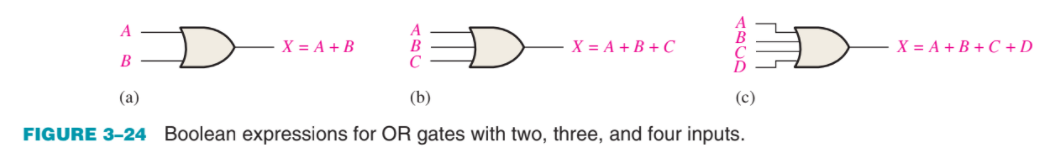 A
B
X = A + B
(a)
A
B
C
X = A + B + C
(b)
A
B
C
D
X = A + B + C + D
(c)
FIGURE 3–24 Boolean expressions for OR gates with two, three, and four inputs.